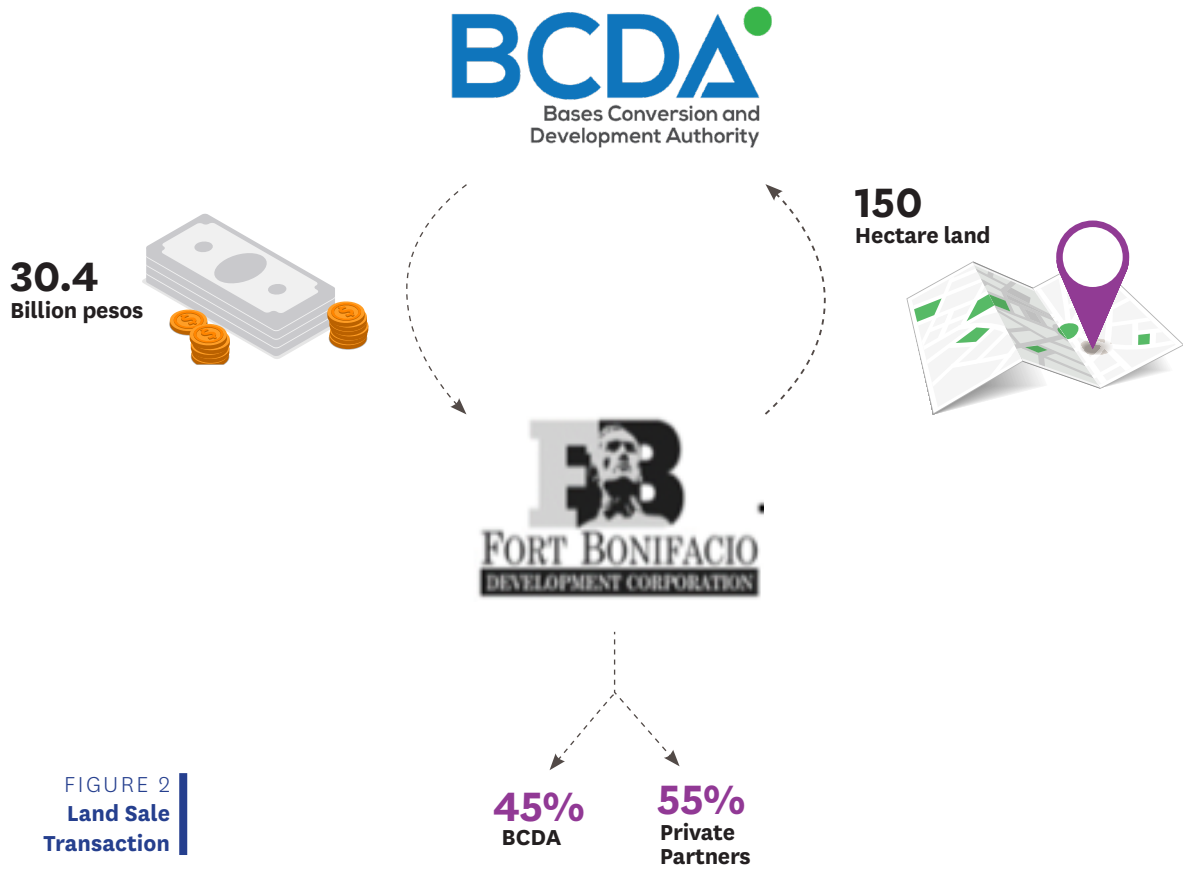 BCDA
Bases Conversion and
Development Authority
150
Hectare land
30.4
Billion pesos
FB
FORT BONIFACIO
DEVELOPMENT CORPORATION
45%
BCDA
55%
Private
Partners
FIGURE 2
Land Sale
Transaction